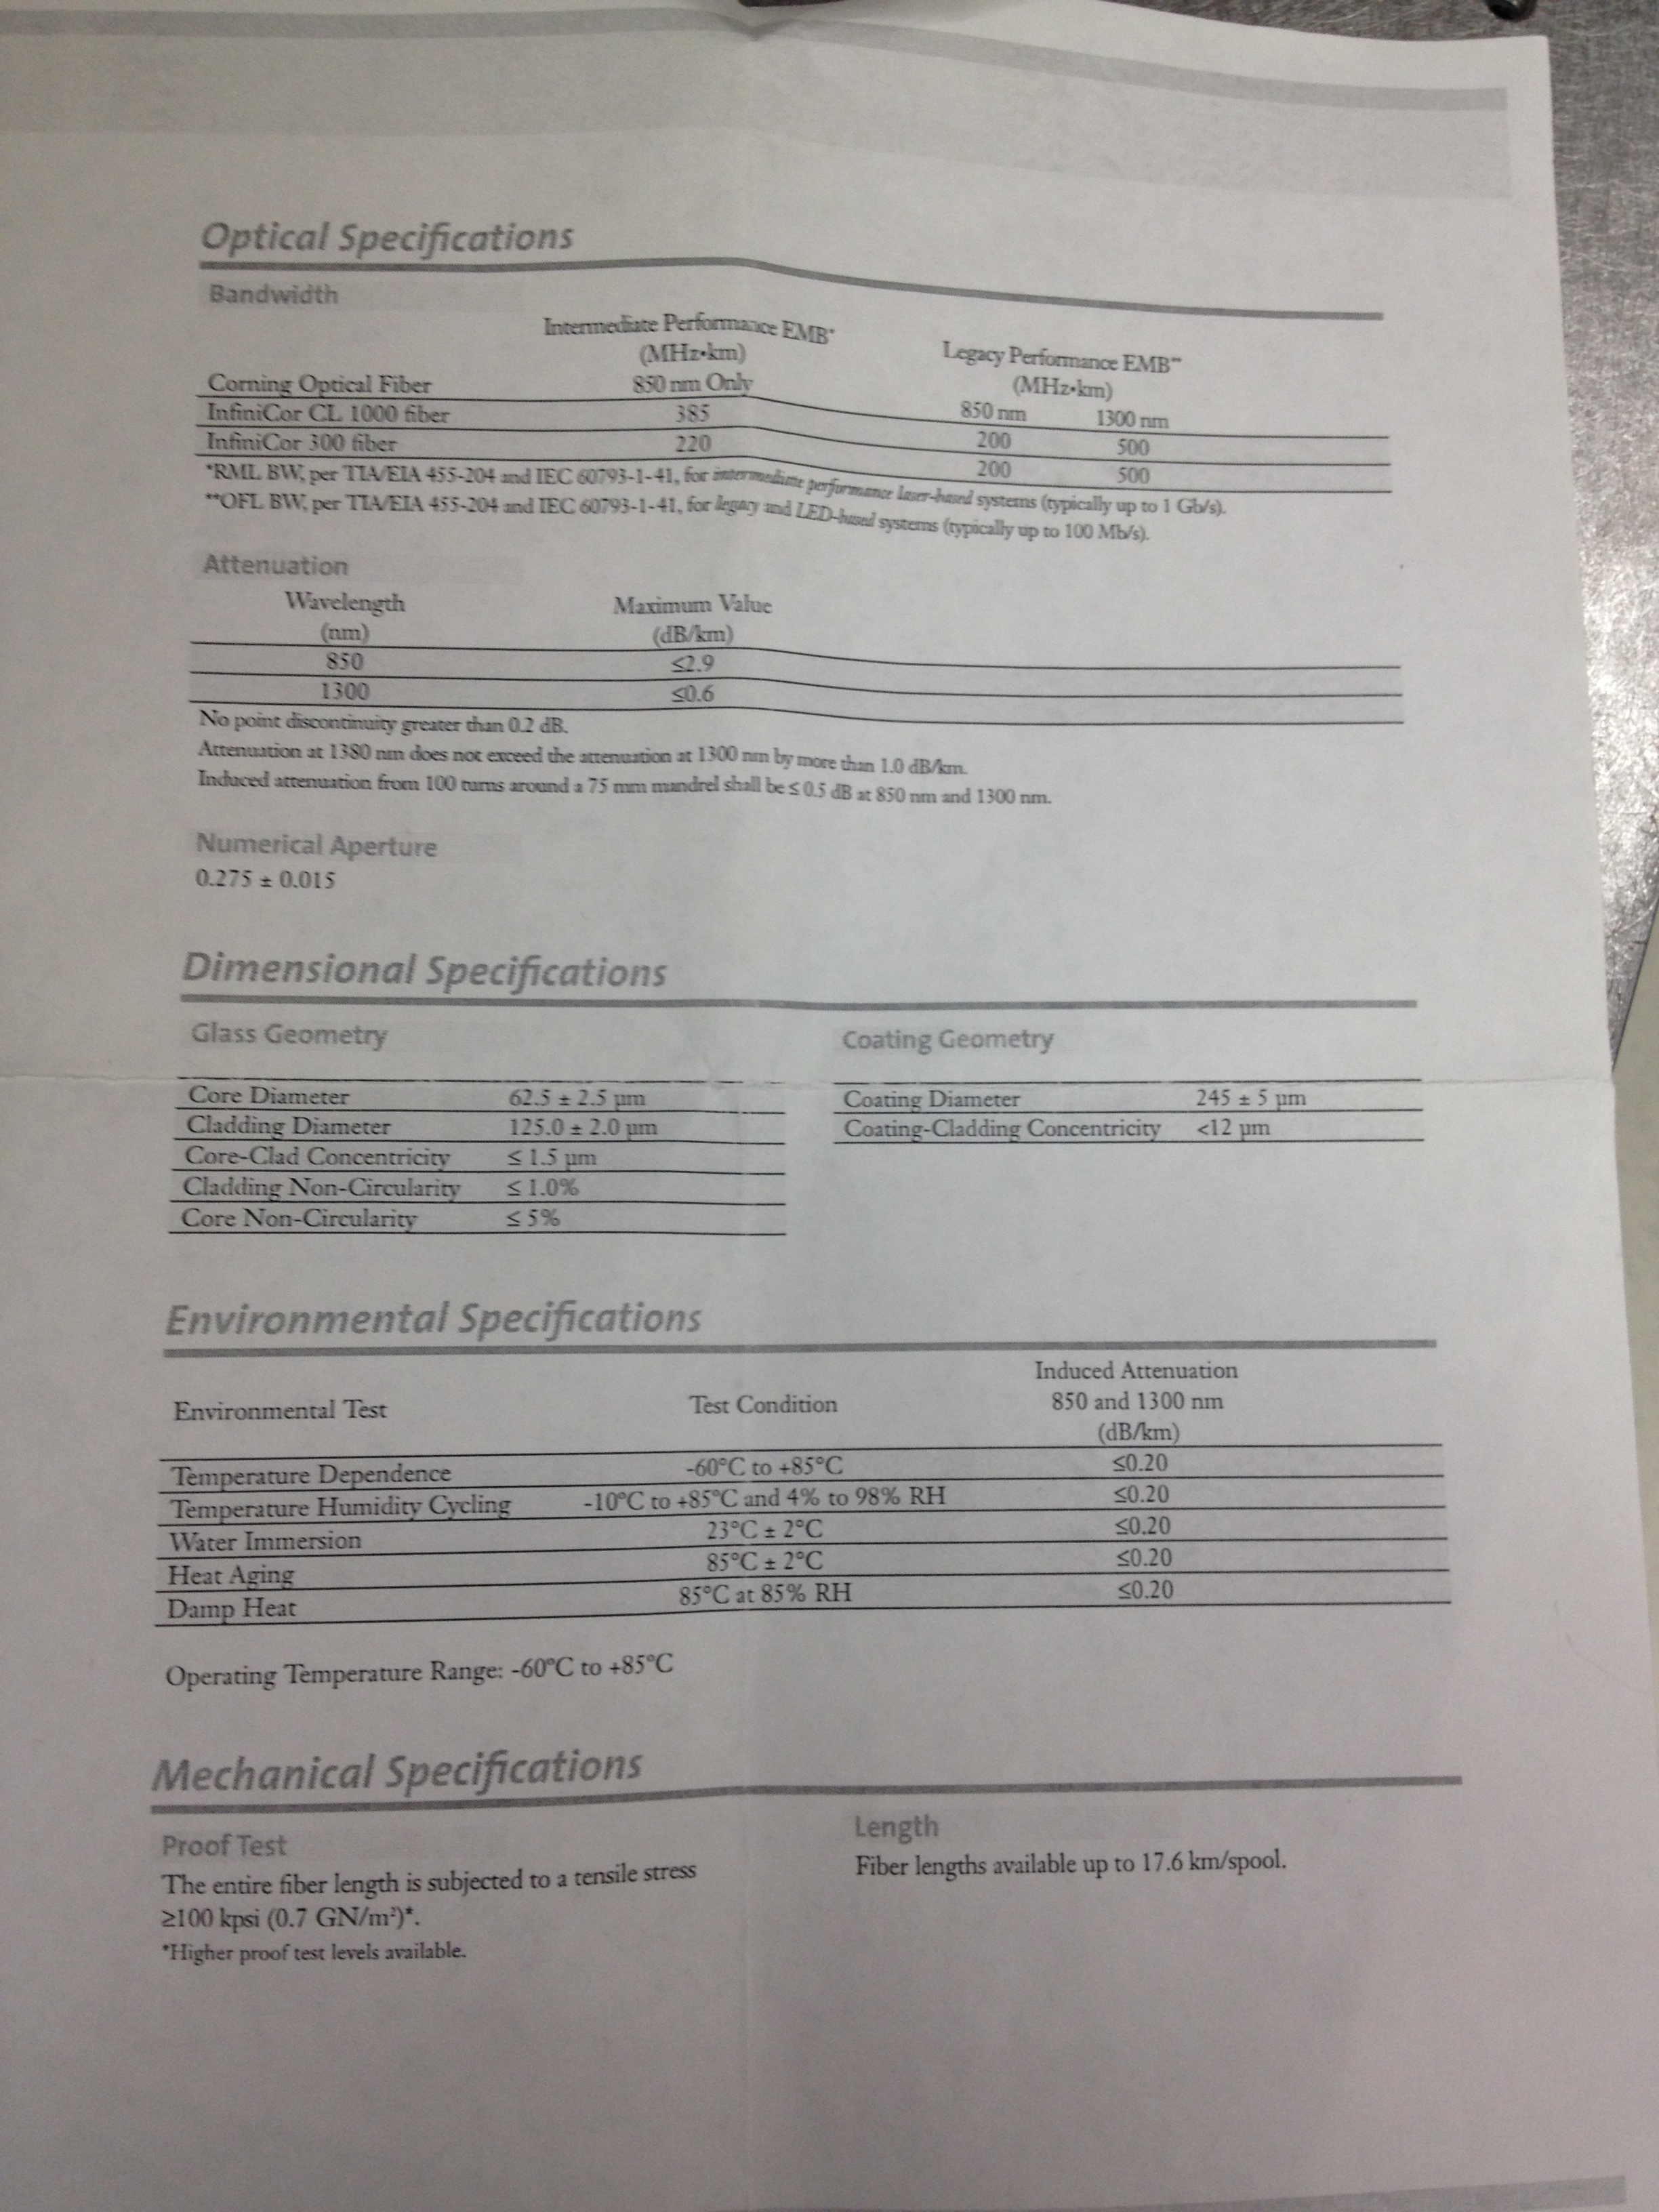 Optical Specifications
Bandwidth
Intermediate Performance EMB*
(MHz•km)
Legacy Performance EMB**
(MHz•km)
Corning Optical Fiber 850 nm Only 850 nm 1300 nm
InfiniCor CL 1000 fiber 385 200 500
InfiniCor 300 fiber 220 200 500
*RML BW, per TIA/EIA 455-204 and IEC 60793-1-41, for intermediate performance laser-based systems (typically up to 1 Gb/s).
**OFL BW, per TIA/EIA 455-204 and IEC 60793-1-41, for legacy and LED-based systems (typically up to 100 Mb/s).
Attenuation
Wavelength Maximum Value
(nm) (dB/km)
850 ≤2.9
1300 ≤0.6
No point discontinuity greater than 0.2 dB.
Attenuation at 1380 nm does not exceed the attenuation at 1300 nm by more than 1.0 dB/km.
Induced attenuation from 100 turns around a 75 mm mandrel shall be ≤ 0.5 dB at 850 nm and 1300 nm.
Numerical Aperture
0.275 ± 0.015
Dimensional Specifications
Glass Geometry
Core Diameter 62.5 ± 2.5 µm
Cladding Diameter 125.0 ± 2.0 µm
Core-Clad Concentricity ≤ 1.5 µm
Cladding Non-Circularity ≤ 1.0%
Core Non-Circularity ≤ 5%
Coating Geometry
Coating Diameter 245 ± 5 µm
Coating-Cladding Concentricity <12 µm
Environmental Specifications
Induced Attenuation
Environmental Test Test Condition 850 and 1300 nm
(dB/km)
Temperature Dependence -60°C to +85°C ≤0.20
Temperature Humidity Cycling -10°C to +85°C and 4% to 98% RH ≤0.20
Water Immersion 23°C ± 2°C ≤0.20
Heat Aging 85°C ± 2°C ≤0.20
Damp Heat 85°C at 85% RH ≤0.20
Operating Temperature Range: -60°C to +85°C
Mechanical Specifications
Proof Test
The entire fiber length is subjected to a tensile stress
≥100 kpsi (0.7 GN/m²)*.
*Higher proof test levels available.
Length
Fiber lengths available up to 17.6 km/spool.